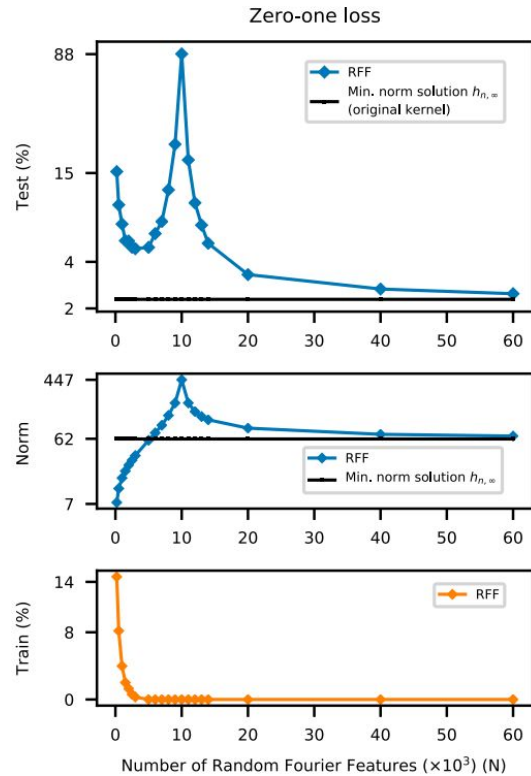 Zero-one loss
88
15
4
2
Test (%)
RFF
Min. norm solution hₙ,∞
(original kernel)
0 10 20 30 40 50 60
447
62
7
Norm
RFF
Min. norm solution hₙ,∞
0 10 20 30 40 50 60
14
8
0
Train (%)
RFF
0 10 20 30 40 50 60
Number of Random Fourier Features (×10³) (N)